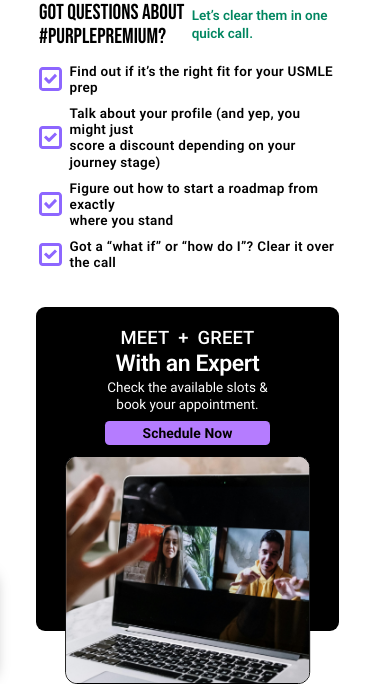 GOT QUESTIONS ABOUT
#PURPLEPREMIUM?
Let’s clear them in one
quick call.
Find out if it’s the right fit for your USMLE
prep
Talk about your profile (and yep, you
might just
score a discount depending on your
journey stage)
Figure out how to start a roadmap from
exactly
where you stand
Got a “what if” or “how do I”? Clear it over
the call
MEET + GREET
With an Expert
Check the available slots &
book your appointment.
Schedule Now